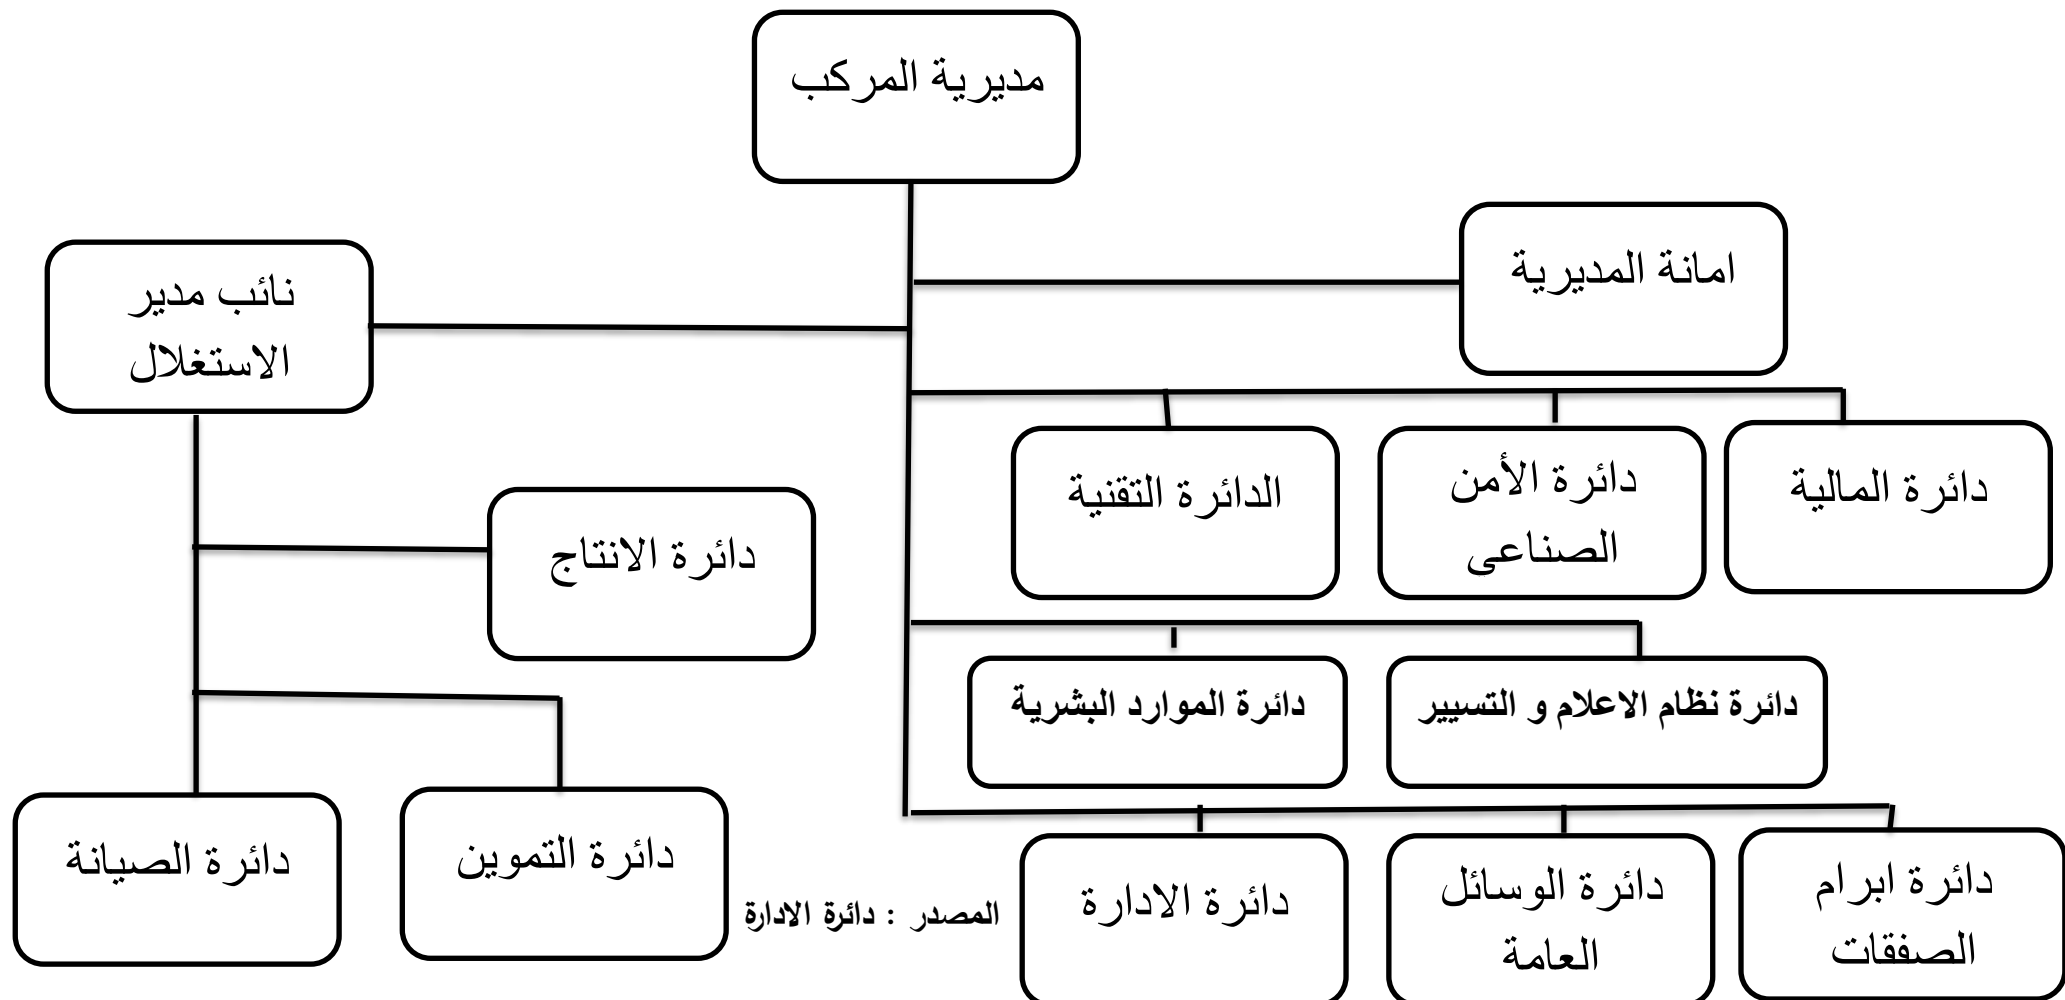 مديرية المركب
امانة المديرية
نائب مدير
الاستغلال
دائرة المالية
دائرة الأمن
الصناعى
الدائرة التقنية
دائرة الانتاج
دائرة نظام الاعلام و التسيير
دائرة الموارد البشرية
دائرة ابرام
الصفقات
دائرة الوسائل
العامة
دائرة الادارة
المصدر : دائرة الادارة
دائرة التموين
دائرة الصيانة